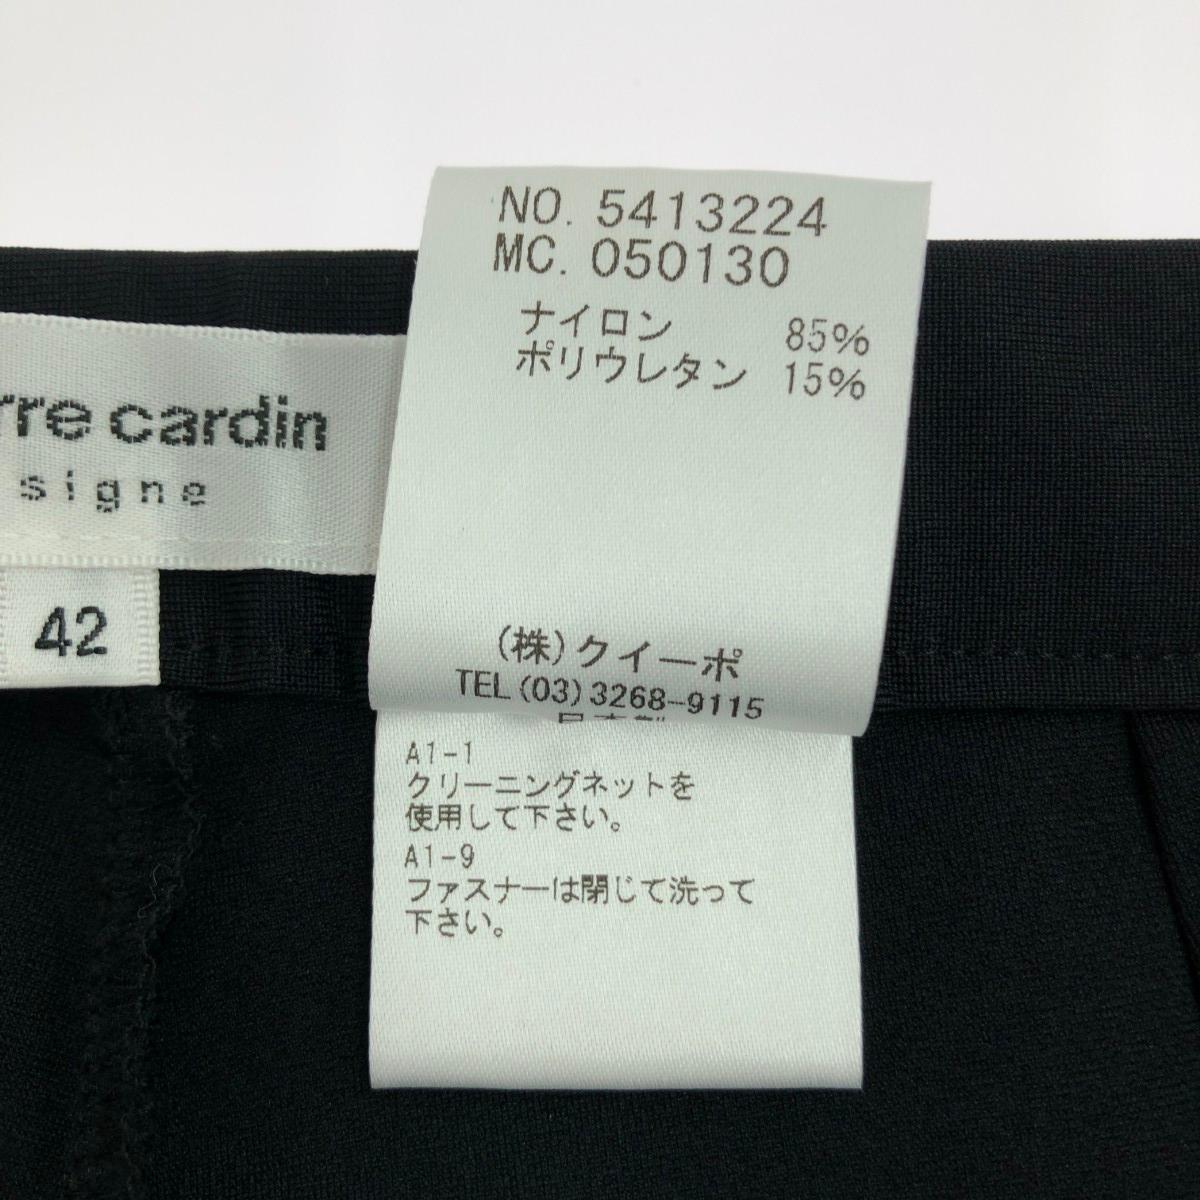 NO. 5413224
MC. 050130
ナイロン 85%
ポリウレタン 15%
(株)クイーポ
TEL(03)3268-9115
A1-1
クリーニングネットを
使用して下さい。
A1-9
ファスナーは閉じて洗って
下さい。
cardin
signe
42